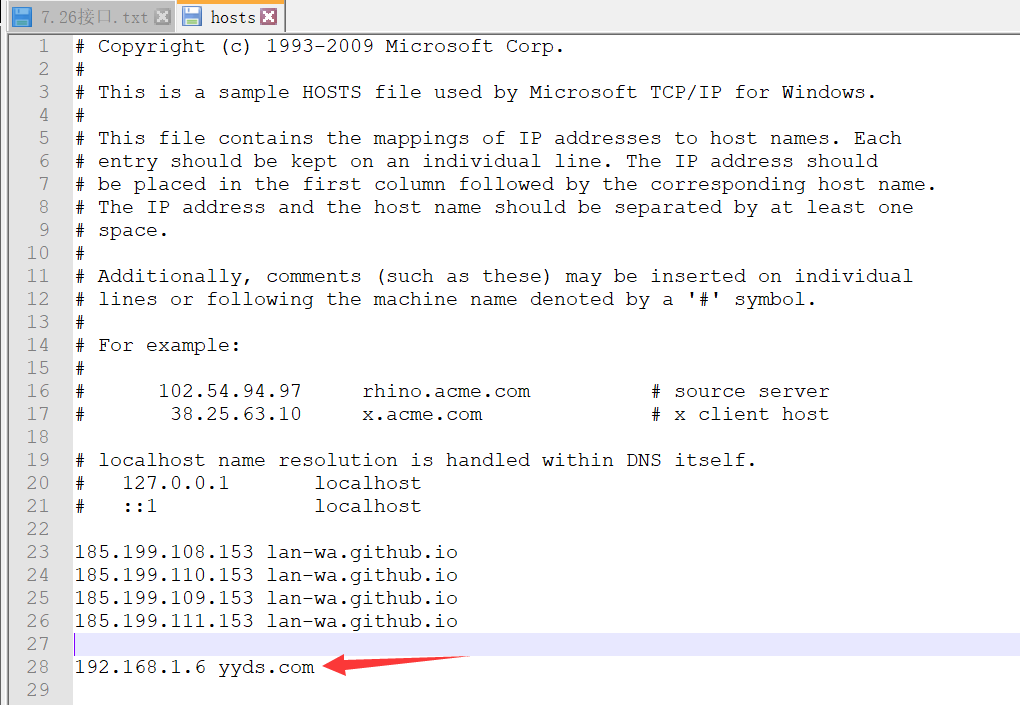 7.26接口.txt hosts
1 # Copyright (c) 1993-2009 Microsoft Corp.
2 #
3 # This is a sample HOSTS file used by Microsoft TCP/IP for Windows.
4 #
5 # This file contains the mappings of IP addresses to host names. Each
6 # entry should be kept on an individual line. The IP address should
7 # be placed in the first column followed by the corresponding host name.
8 # The IP address and the host name should be separated by at least one
9 # space.
10 #
11 # Additionally, comments (such as these) may be inserted on individual
12 # lines or following the machine name denoted by a '#' symbol.
13 #
14 # For example:
15 #
16 #      102.54.94.97     rhino.acme.com          # source server
17 #       38.25.63.10     x.acme.com              # x client host
18
19 # localhost name resolution is handled within DNS itself.
20 #   127.0.0.1       localhost
21 #   ::1             localhost
22
23 185.199.108.153 lan-wa.github.io
24 185.199.110.153 lan-wa.github.io
25 185.199.109.153 lan-wa.github.io
26 185.199.111.153 lan-wa.github.io
27
28 192.168.1.6 yyds.com
29